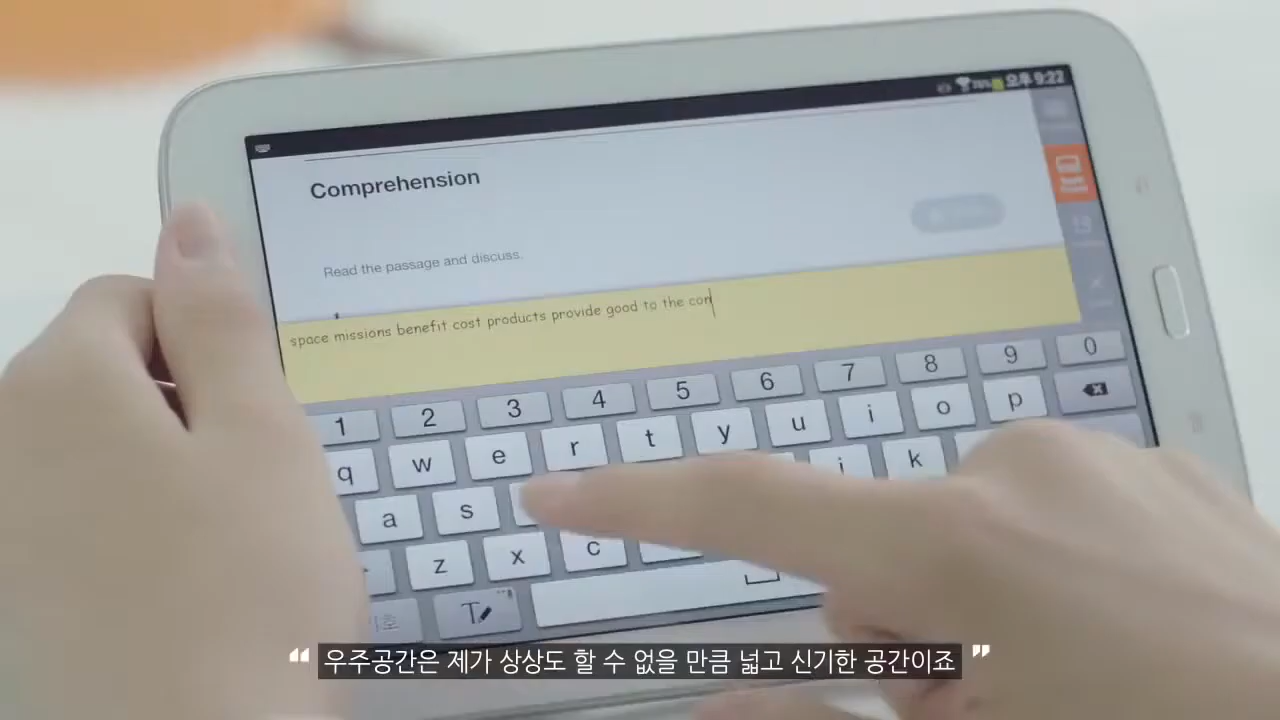 오후 9:22
Comprehension
Read the passage and discuss.
space missions benefit cost products provide good to the con
1 2 3 4 5 6 7 8 9 0
q w e r t y u i o p
a s k
z x c
T
“ 우주공간은 제가 상상도 할 수 없을 만큼 넓고 신기한 공간이죠 ”